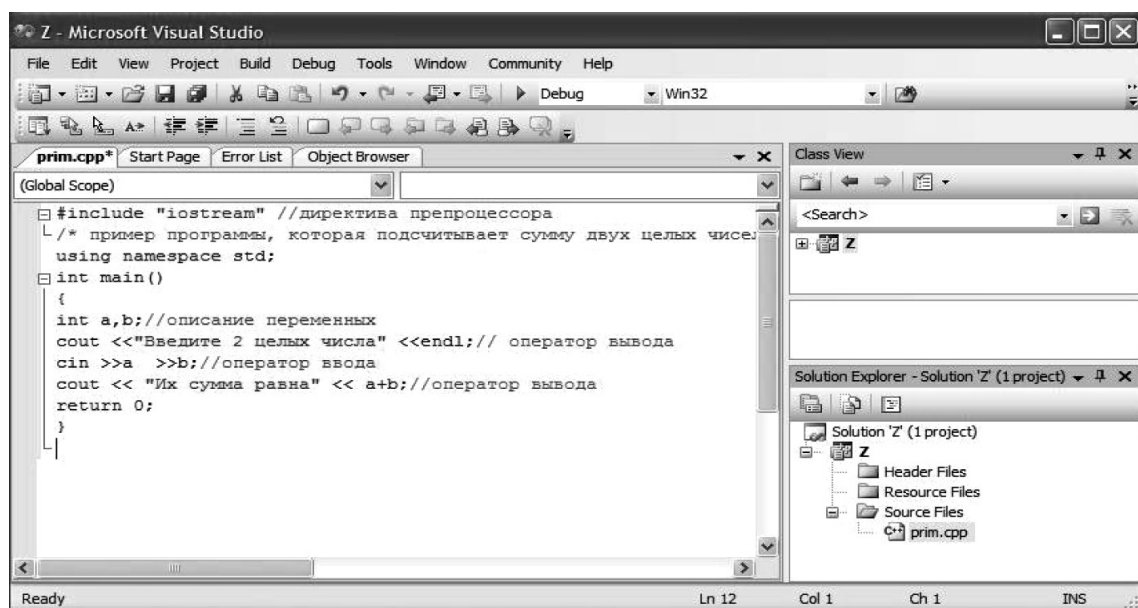 Z - Microsoft Visual Studio
File Edit View Project Build Debug Tools Window Community Help
Debug Win32
prim.cpp* Start Page Error List Object Browser
(Global Scope)
#include "iostream" //директива препроцессора
/* пример программы, которая подсчитывает сумму двух целых чисел
using namespace std;
int main()
{
int a,b;//описание переменных
cout <<"Введите 2 целых числа" <<endl;// оператор вывода
cin >>a >>b;//оператор ввода
cout << "Их сумма равна" << a+b;//оператор вывода
return 0;
}
Class View
<Search>
Z
Solution Explorer - Solution 'Z' (1 project)
Solution 'Z' (1 project)
Z
Header Files
Resource Files
Source Files
C++ prim.cpp
Ready Ln 12 Col 1 Ch 1 INS